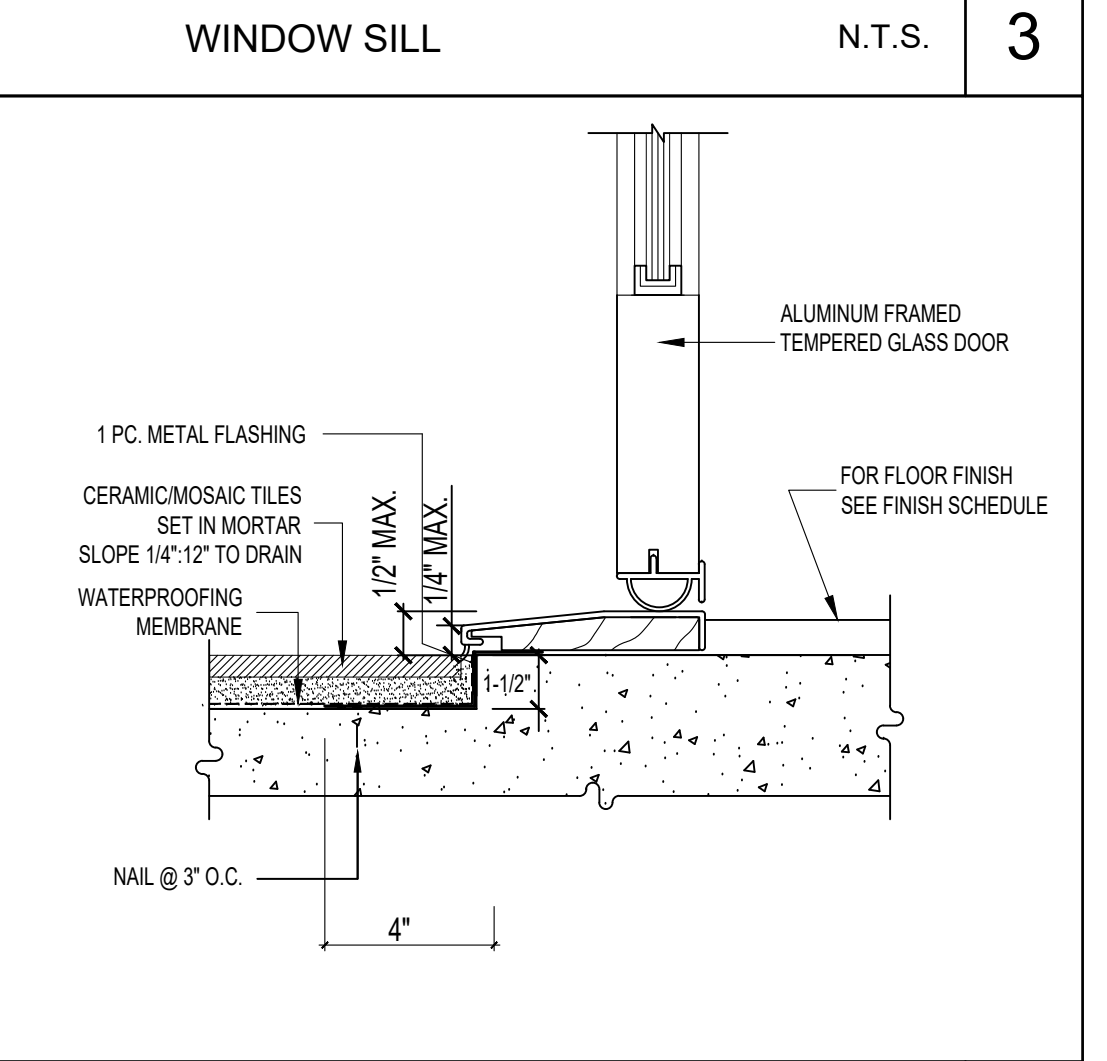 WINDOW SILL
N.T.S.
3
ALUMINUM FRAMED
TEMPERED GLASS DOOR
1 PC. METAL FLASHING
FOR FLOOR FINISH
SEE FINISH SCHEDULE
CERAMIC/MOSAIC TILES
SET IN MORTAR
SLOPE 1/4":12" TO DRAIN
1/2" MAX.
1/4" MAX.
WATERPROOFING
MEMBRANE
1-1/2"
NAIL @ 3" O.C.
4"